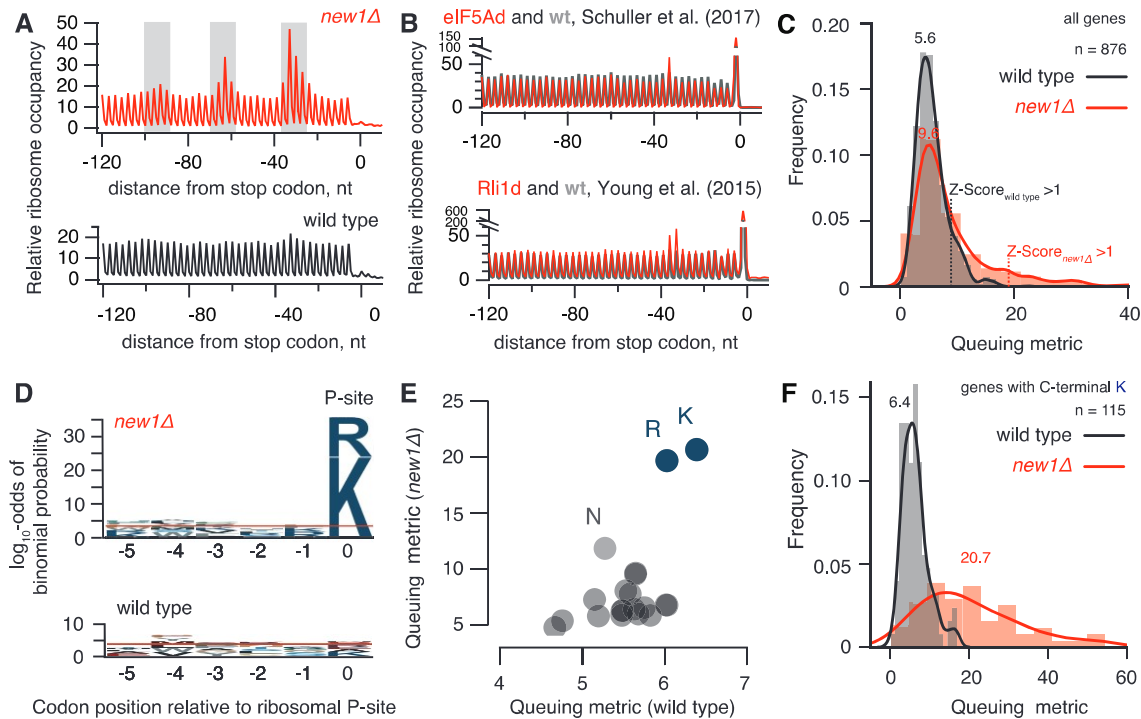 A
new1Δ
Relative ribosome occupancy
50
40
30
20
10
0
-120
-80
-40
0
distance from stop codon, nt
wild type
20
10
0
-120
-80
-40
0
distance from stop codon, nt
B
eIF5Ad and wt, Schuller et al. (2017)
Relative ribosome occupancy
150
100
50
0
-120
-80
-40
0
distance from stop codon, nt
Rli1d and wt, Young et al. (2015)
600
200
50
0
-120
-80
-40
0
distance from stop codon, nt
C
all genes
n = 876
wild type
new1Δ
5.6
9.6
Z-Score wild type >1
Z-Score new1Δ >1
Frequency
0.20
0.15
0.10
0.05
0
0
20
40
Queuing metric
D
P-site
new1Δ
log10-odds of
binomial probability
35
30
20
10
0
R
K
-5
-4
-3
-2
-1
0
wild type
10
0
-5
-4
-3
-2
-1
0
Codon position relative to ribosomal P-site
E
Queuing metric (new1Δ)
25
20
15
10
5
R
K
N
4
5
6
7
Queuing metric (wild type)
F
genes with C-terminal K
n = 115
wild type
new1Δ
6.4
20.7
Frequency
0.15
0.10
0.05
0
0
20
40
60
Queuing metric